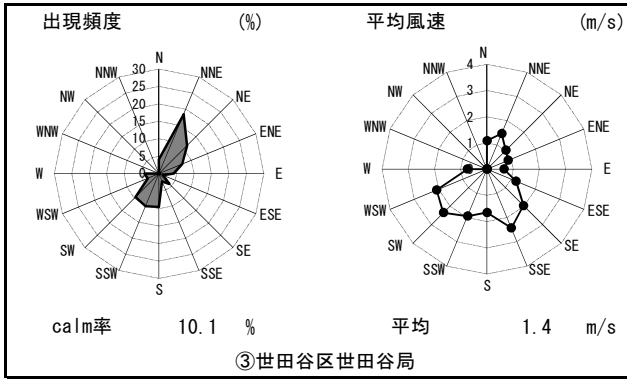 出現頻度 (%) 平均風速 (m/s)
N
NNE
NE
ENE
E
ESE
SE
SSE
S
SSW
SW
WSW
W
WNW
NW
NNW
30
25
20
15
10
5
0
N
NNE
NE
ENE
E
ESE
SE
SSE
S
SSW
SW
WSW
W
WNW
NW
NNW
4
3
2
1
0
calm率 10.1 % 平均 1.4 m/s
③世田谷区世田谷局